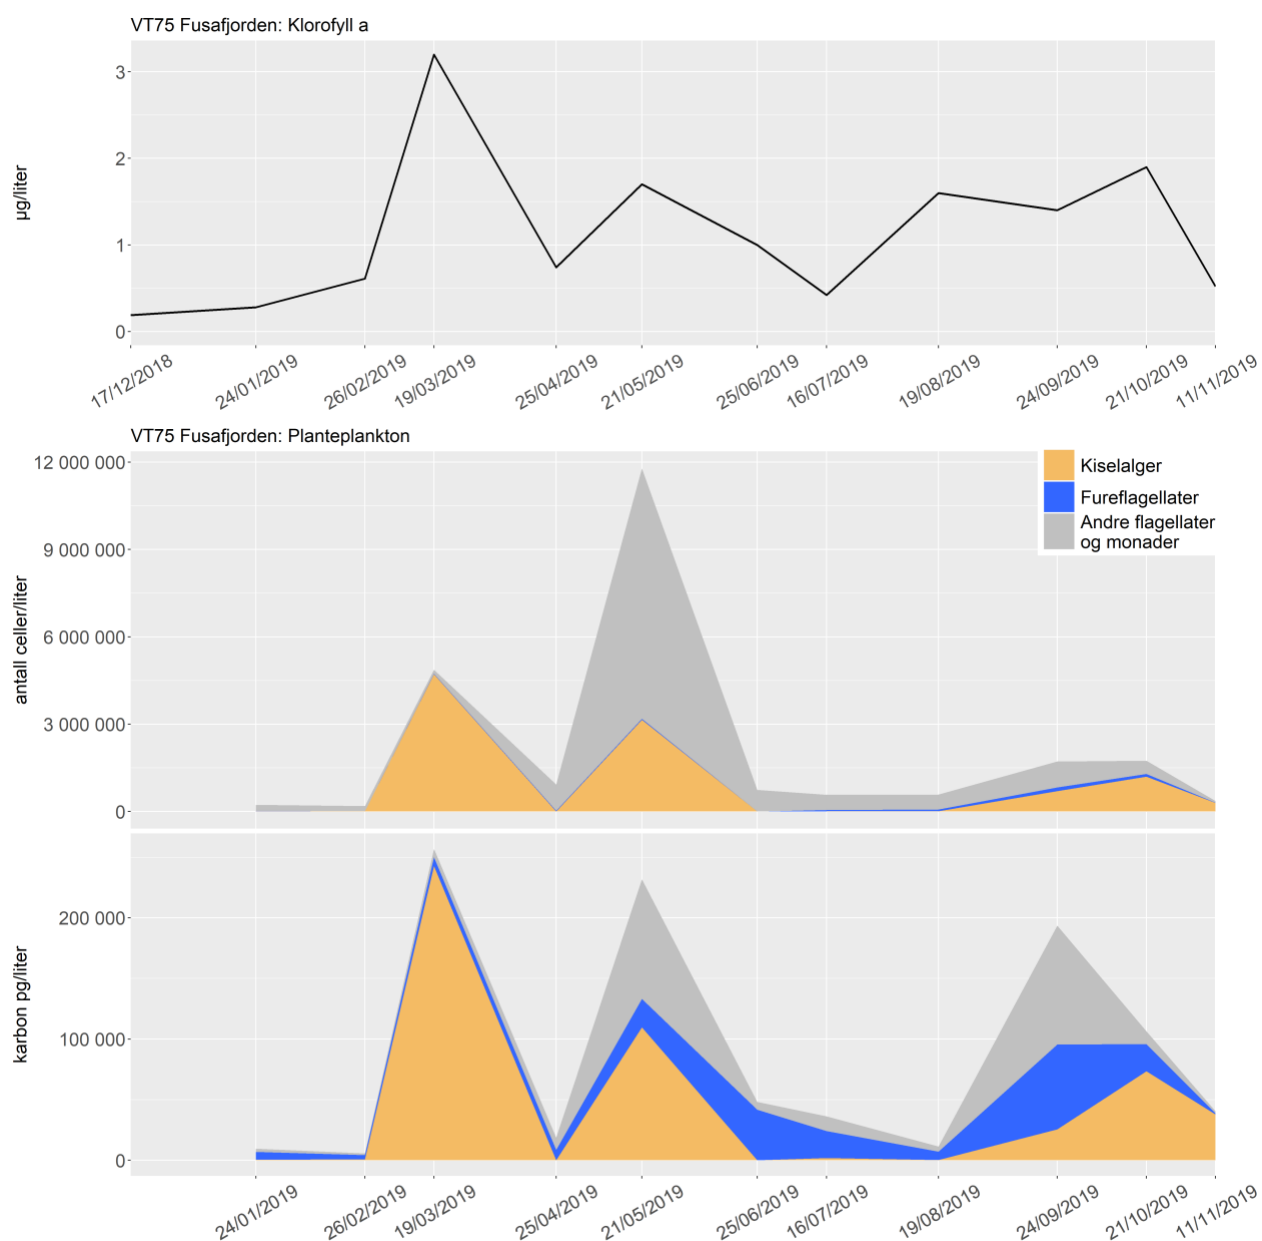 VT75 Fusafjorden: Klorofyll a
µg/liter
3
2
1
0
17/12/2018
24/01/2019
26/02/2019
19/03/2019
25/04/2019
21/05/2019
25/06/2019
16/07/2019
19/08/2019
24/09/2019
21/10/2019
11/11/2019
VT75 Fusafjorden: Planteplankton
antall celler/liter
12 000 000
9 000 000
6 000 000
3 000 000
0
Kiselalger
Fureflagellater
Andre flagellater
og monader
karbon pg/liter
200 000
100 000
0
24/01/2019
26/02/2019
19/03/2019
25/04/2019
21/05/2019
25/06/2019
16/07/2019
19/08/2019
24/09/2019
21/10/2019
11/11/2019